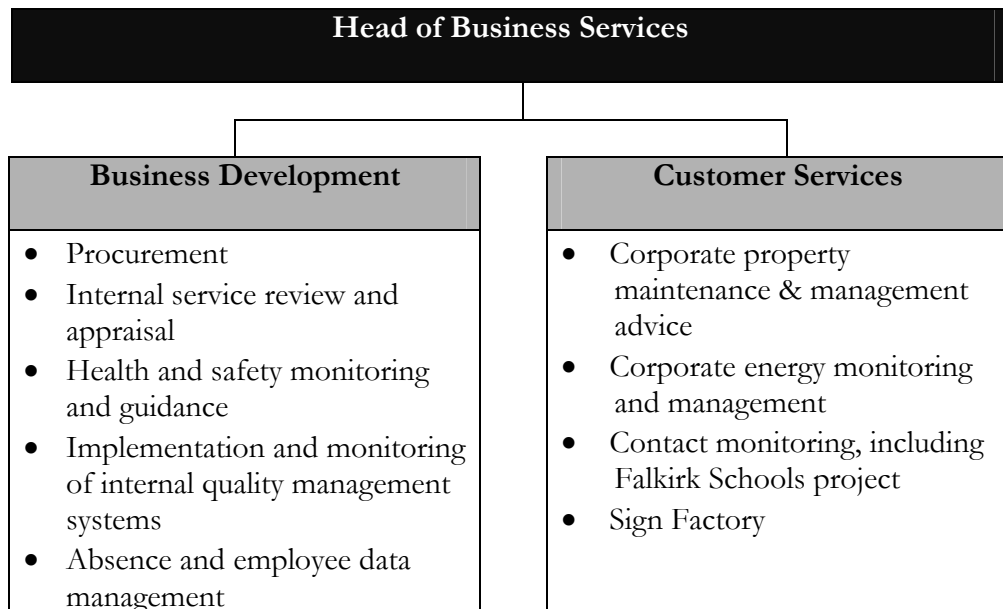 Head of Business Services
Business Development
• Procurement
• Internal service review and
appraisal
• Health and safety monitoring
and guidance
• Implementation and monitoring
of internal quality management
systems
• Absence and employee data
management
Customer Services
• Corporate property
maintenance & management
advice
• Corporate energy monitoring
and management
• Contact monitoring, including
Falkirk Schools project
• Sign Factory